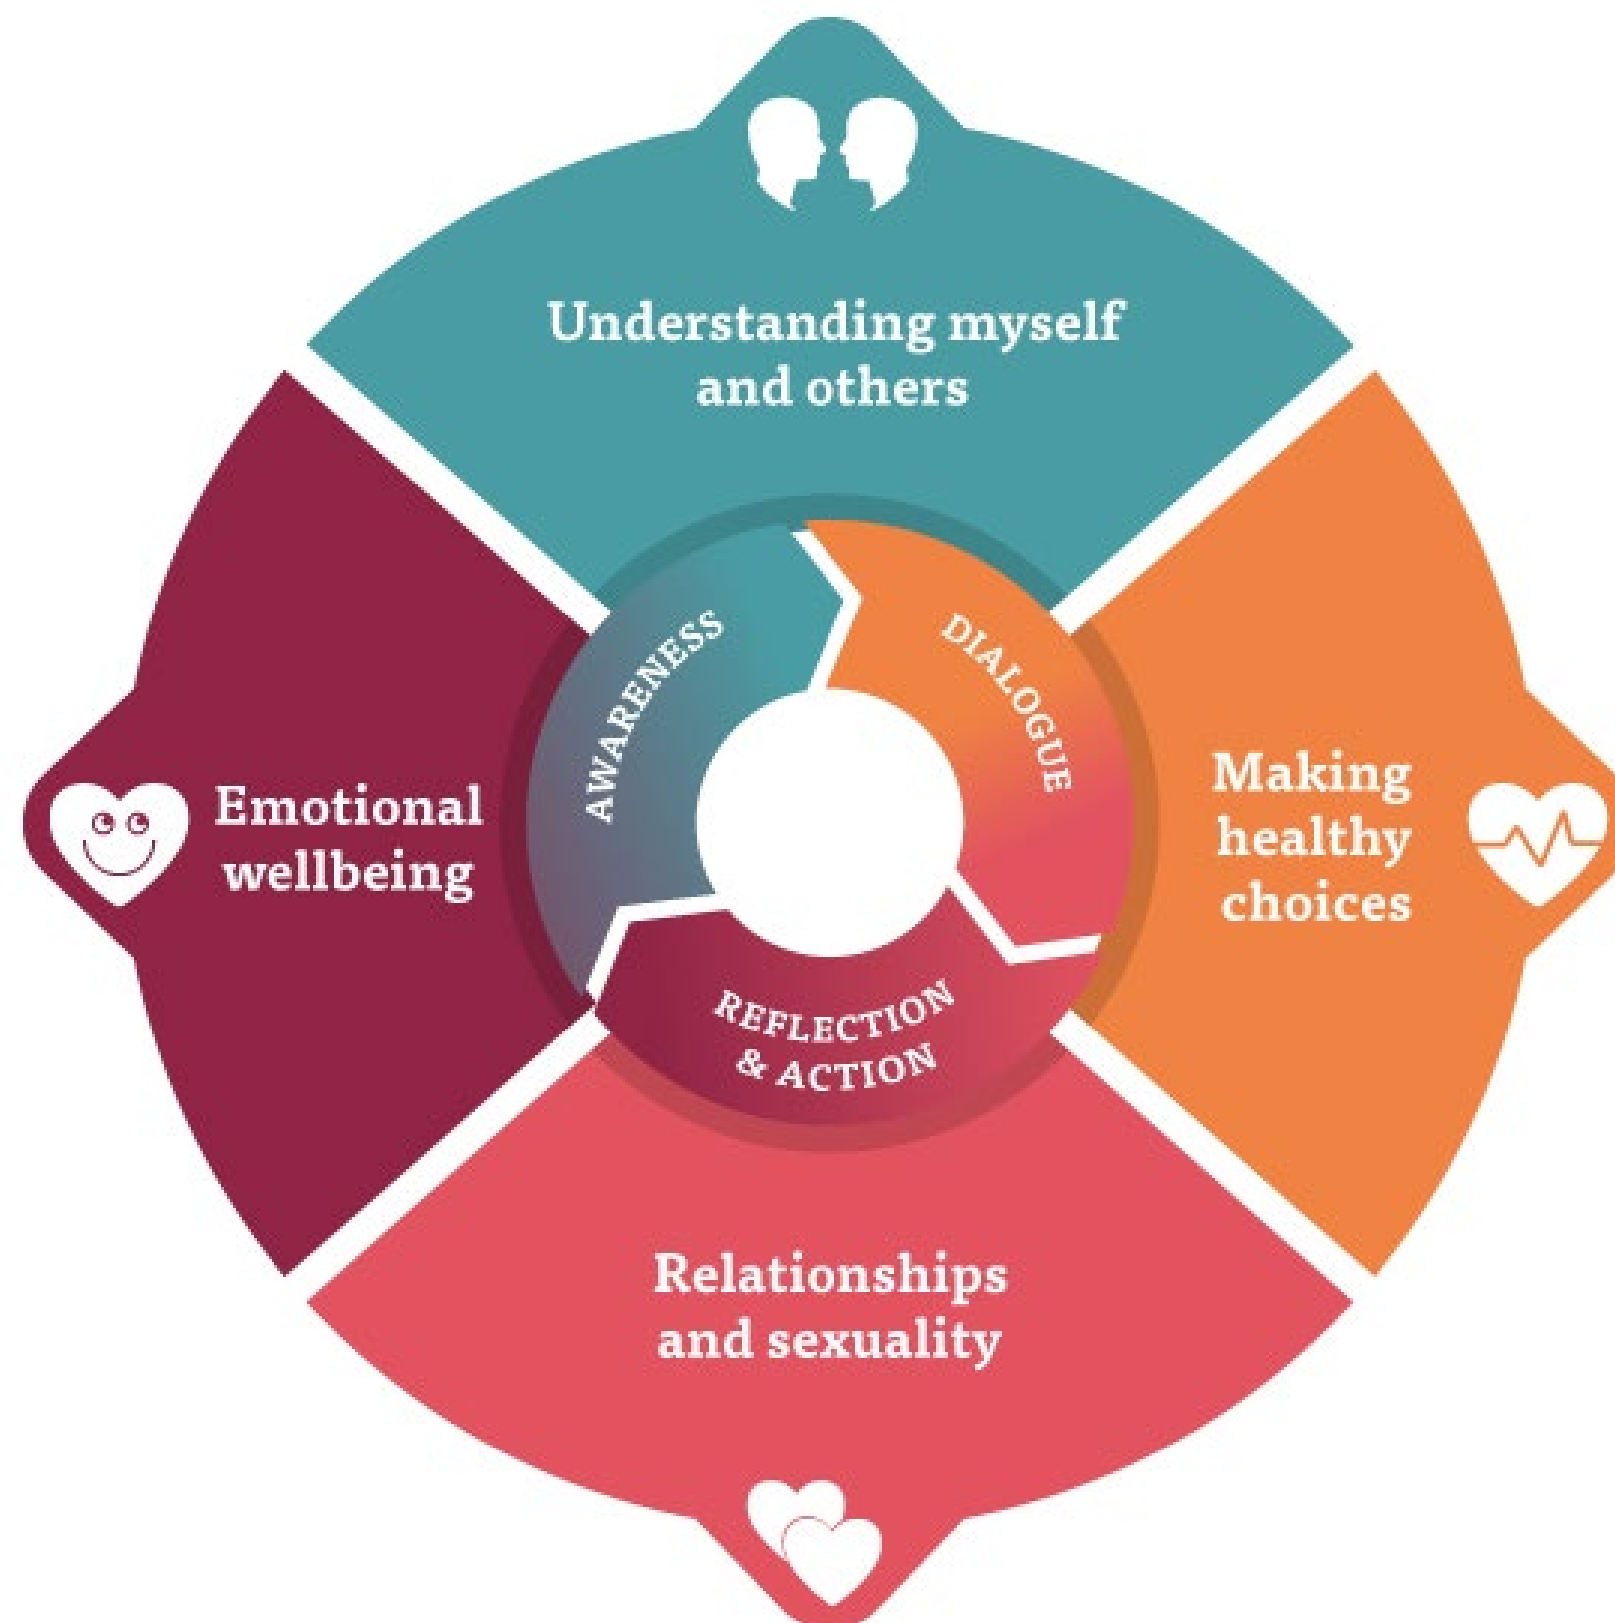 Understanding myself
and others
Making
healthy
choices
Relationships
and sexuality
Emotional
wellbeing
AWARENESS
DIALOGUE
REFLECTION
& ACTION